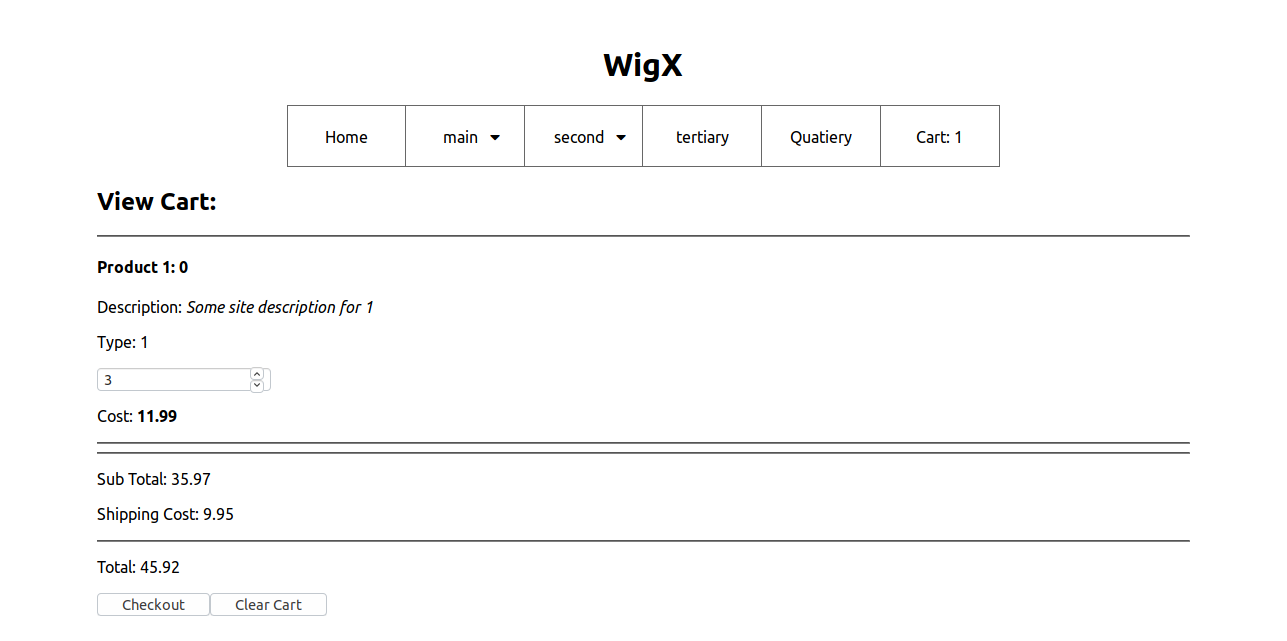 WigX
Home main second tertiary Quatiery Cart: 1
View Cart:
Product 1: 0
Description: Some site description for 1
Type: 1
3
Cost: 11.99
Sub Total: 35.97
Shipping Cost: 9.95
Total: 45.92
Checkout Clear Cart